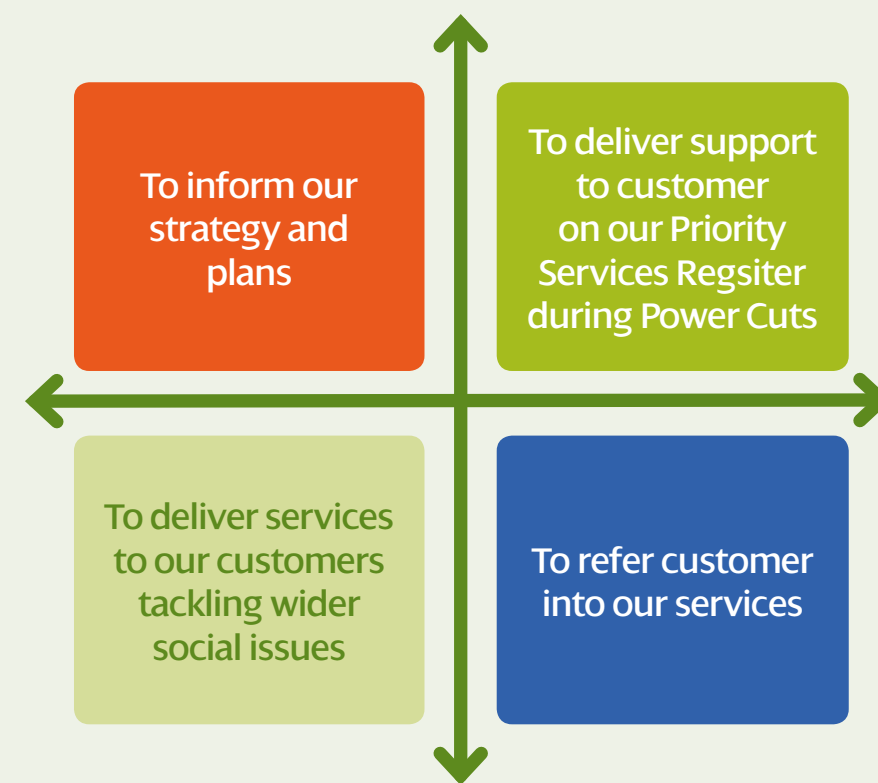 To inform our
strategy and
plans
To deliver support
to customer
on our Priority
Services Regsiter
during Power Cuts
To deliver services
to our customers
tackling wider
social issues
To refer customer
into our services